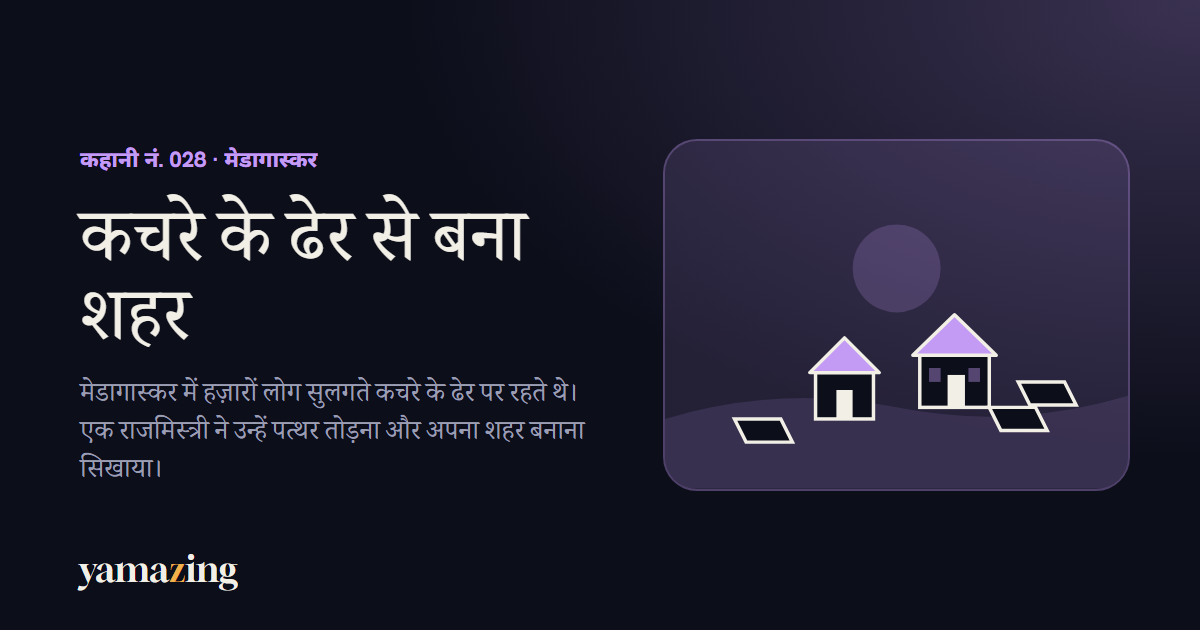 कहानी नं. 028 · मेडागास्कर
कचरे के ढेर से बना
शहर
मेडागास्कर में हज़ारों लोग सुलगते कचरे के ढेर पर रहते थे।
एक राजमिस्त्री ने उन्हें पत्थर तोड़ना और अपना शहर बनाना
सिखाया।
yamazing